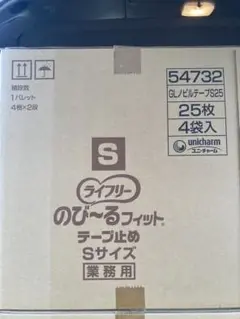 積段数
1パレット
4個×2段
54732
GLノビルテープS25
25枚
4袋入
unicharm
ユニ・チャーム
S
ライフリー
のび~るフィット®
テープ止め
Sサイズ
業務用